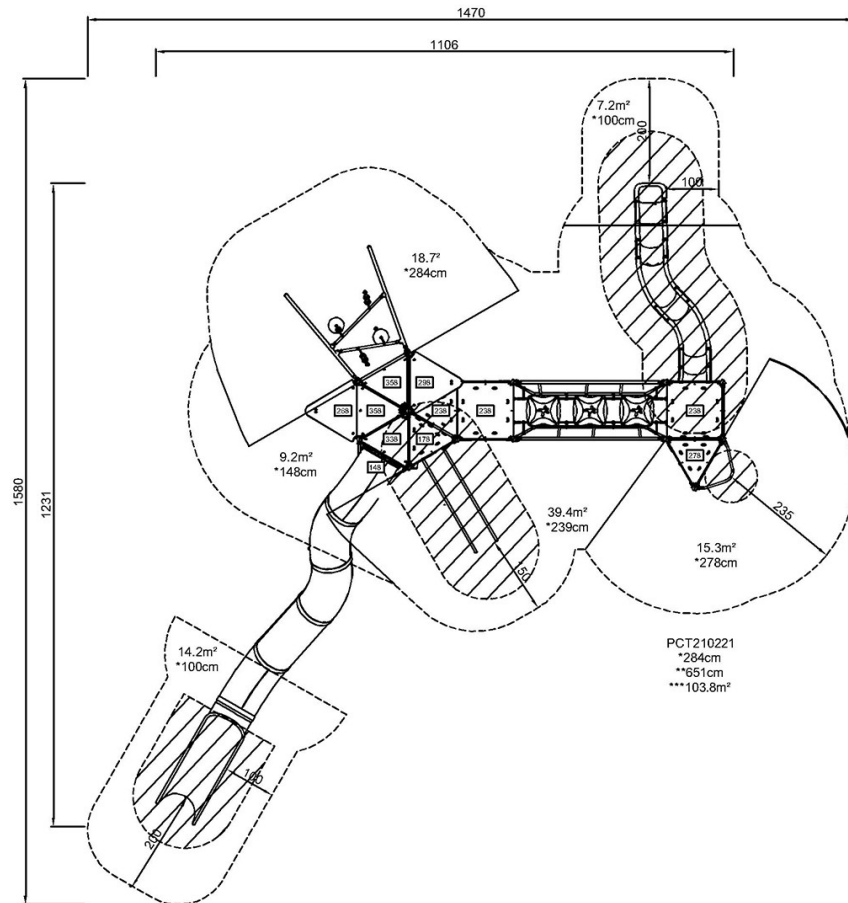 1470
1106
7.2m²
*100cm
200
100
18.7²
*284cm
1580
1231
358
298
268
358
238
238
238
338
178
148
278
9.2m²
*148cm
39.4m²
*239cm
235
15.3m²
*278cm
150
14.2m²
*100cm
PCT210221
*284cm
**651cm
***103.8m²
100
200